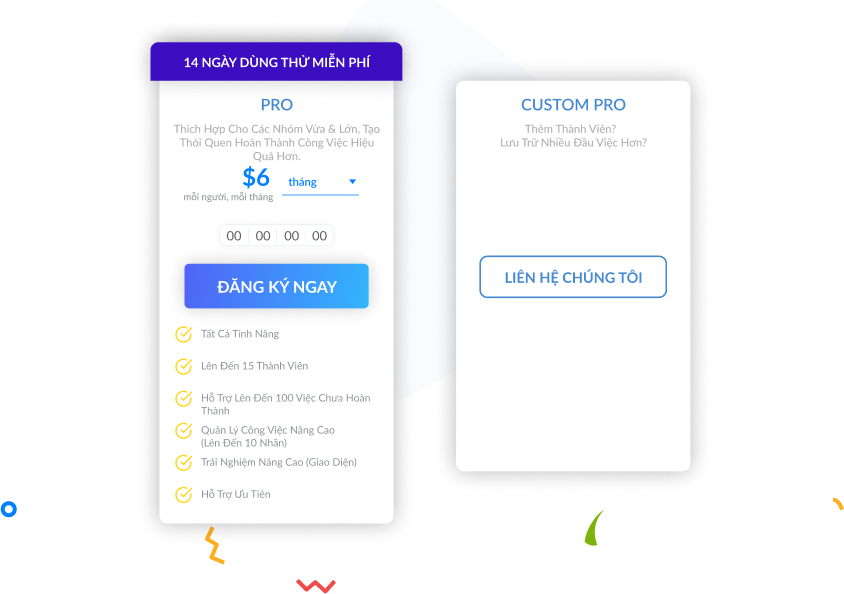 14 NGÀY DÙNG THỬ MIỄN PHÍ
PRO
Thích Hợp Cho Các Nhóm Vừa & Lớn, Tạo
Thói Quen Hoàn Thành Công Việc Hiệu
Quả Hơn.
$6
tháng
mỗi người, mỗi tháng
00 00 00 00
ĐĂNG KÝ NGAY
Tất Cả Tính Năng
Lên Đến 15 Thành Viên
Hỗ Trợ Lên Đến 100 Việc Chưa Hoàn
Thành
Quản Lý Công Việc Nâng Cao
(Lên Đến 10 Nhãn)
Trải Nghiệm Nâng Cao (Giao Diện)
Hỗ Trợ Ưu Tiên
CUSTOM PRO
Thêm Thành Viên?
Lưu Trữ Nhiều Đầu Việc Hơn?
LIÊN HỆ CHÚNG TÔI